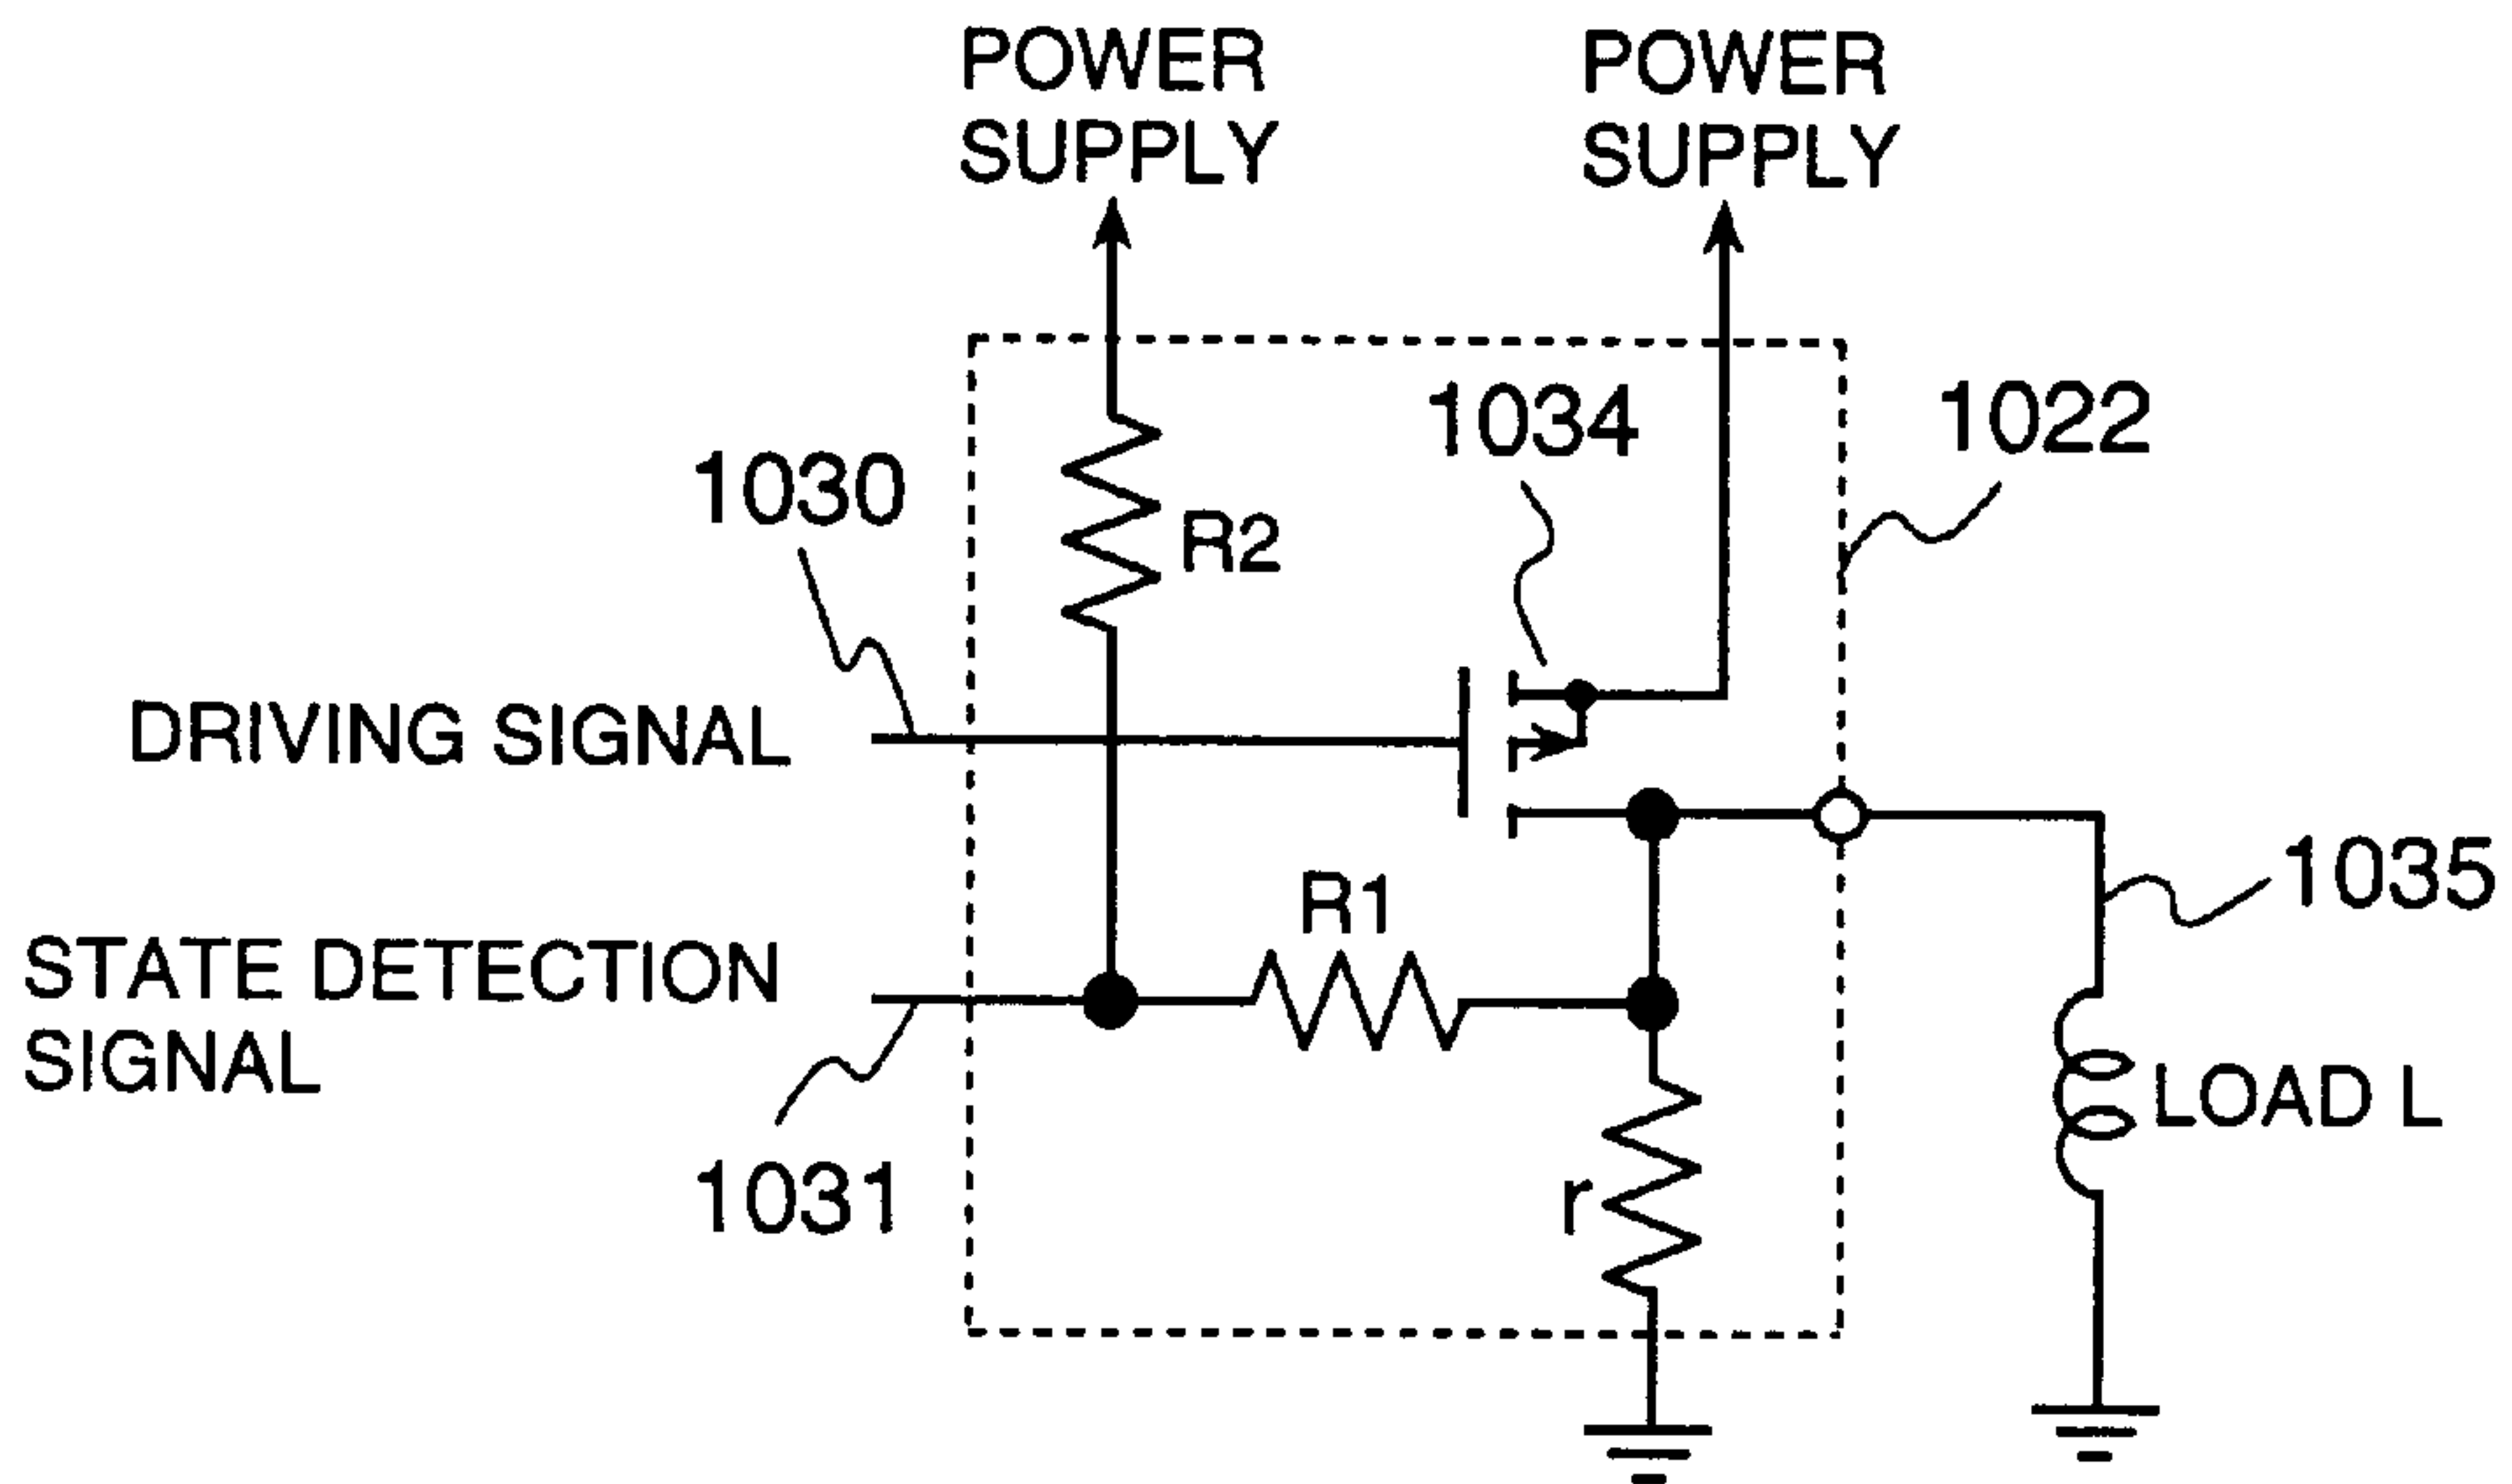 POWER
SUPPLY
POWER
SUPPLY
1034
1022
1030
R2
DRIVING SIGNAL
R1
1035
STATE DETECTION
SIGNAL
LOAD L
1031
r